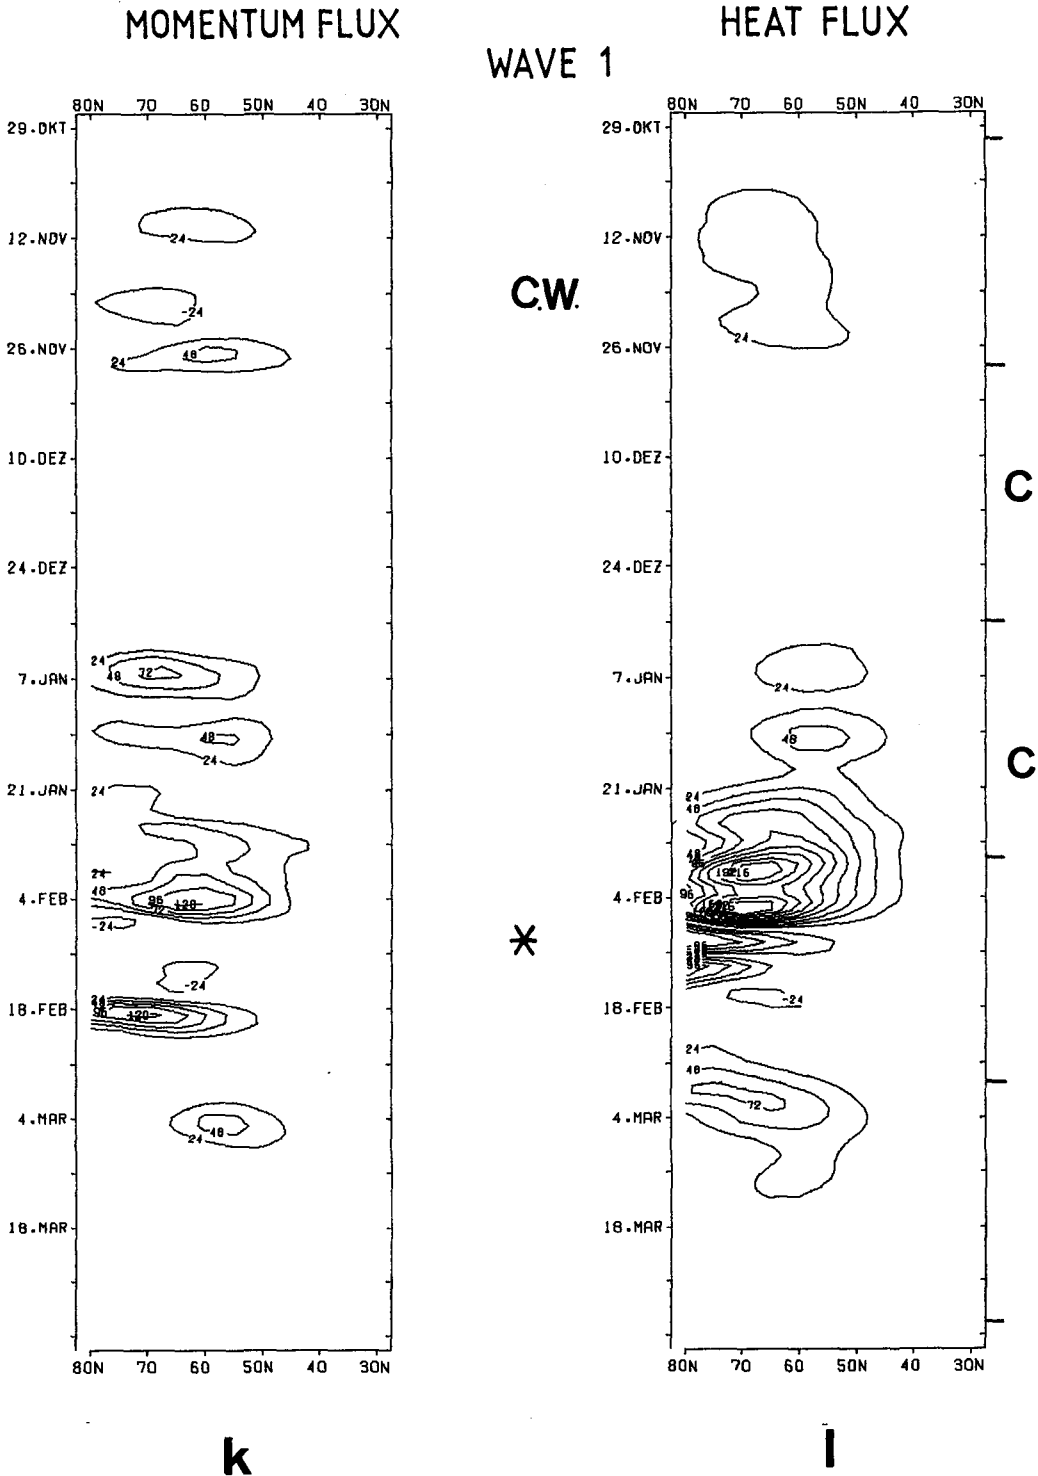 MOMENTUM FLUX
HEAT FLUX
WAVE 1
80N 70 60 50N 40 30N
80N 70 60 50N 40 30N
29.OKT
29.OKT
24
12.NOV
12.NOV
C.W.
-24
24
26.NOV
26.NOV
48
24
10.DEZ
10.DEZ
C
24.DEZ
24.DEZ
24
48
72
7.JAN
7.JAN
24
48
24
48
C
21.JAN
21.JAN
24
24
48
24
48
48
96
120
72
192
216
96
4.FEB
4.FEB
-24
*
-24
-24
24
96
120
18.FEB
18.FEB
24
48
72
4.MAR
4.MAR
24
48
18.MAR
18.MAR
80N 70 60 50N 40 30N
80N 70 60 50N 40 30N
k
l